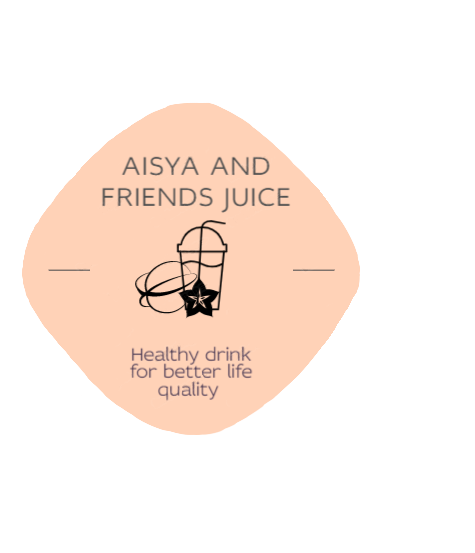 AISYA AND
FRIENDS JUICE
Healthy drink
for better life
quality